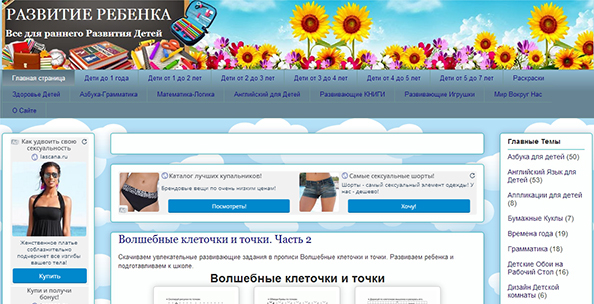 РАЗВИТИЕ РЕБЕНКА
Все для раннего Развития Детей
Главная страница
Дети до 1 года
Дети от 1 до 2 лет
Дети от 2 до 3 лет
Дети от 3 до 4 лет
Дети от 4 до 5 лет
Дети от 5 до 7 лет
Раскраски
Здоровье Детей
Азбука-Грамматика
Математика-Логика
Английский для Детей
Развивающие КНИГИ
Развивающие Игрушки
Мир Вокруг Нас
О Сайте
Как удвоить свою
сексуальность
lascana.ru
Женственное платье
соблазнительно
подчеркнет все изгибы
вашего тела!
Купить
Купи и получи
бонус!
Каталог лучших купальников!
Брендовые вещи по очень низким ценам!
Посмотреть!
Самые сексуальные шорты!
Шорты - самый сексуальный элемент одежды! У
нас - дешево!
Хочу!
Волшебные клеточки и точки. Часть 2
Скачиваем увлекательные развивающие задания в прописи Волшебные клеточки и точки. Развиваем ребенка и
подготавливаем к школе.
Волшебные клеточки и точки
Главные Темы
Азбука для детей (50)
Английский Язык для
Детей (53)
Аппликации для детей
(8)
Бумажные Куклы (7)
Времена года (19)
Грамматика (16)
Детские Обои на
Рабочий Стол (16)
Дизайн Детской
Комнаты (6)